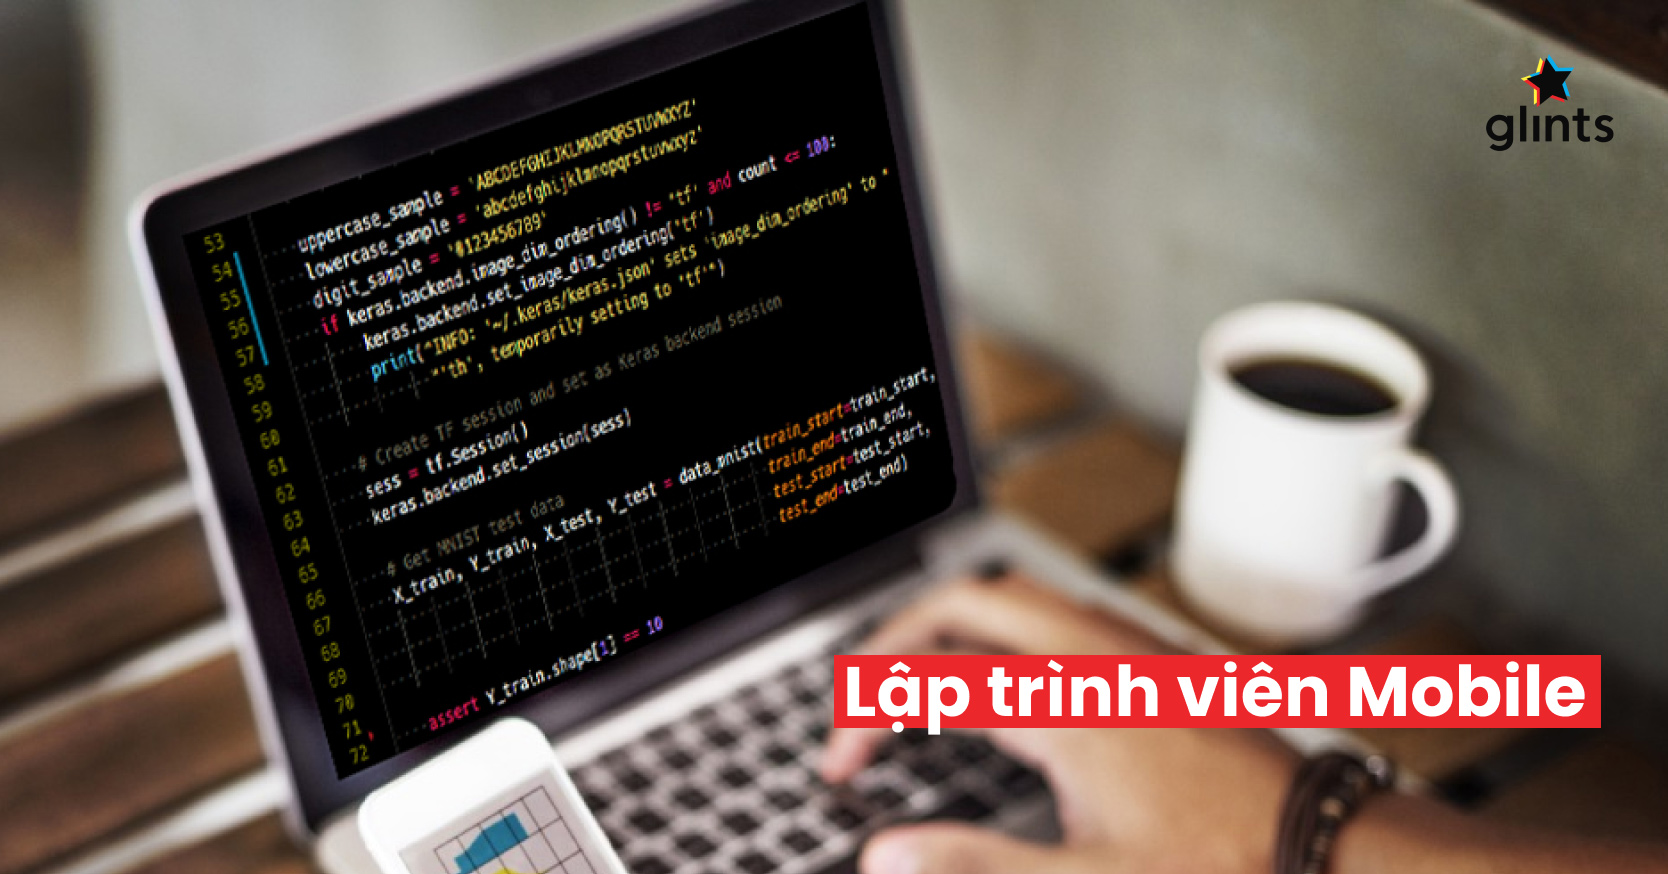 glints
53
54
55
56
57
58
59
60
61
62
63
64
65
66
67
68
69
70
71
72
uppercase_sample = 'ABCDEFGHIJKLMNOPQRSTUVWXYZ'
lowercase_sample = 'abcdefghijklmnopqrstuvwxyz'
digit_sample = '0123456789'
if keras.backend.image_dim_ordering() != 'tf' and count <= 100:
keras.backend.set_image_dim_ordering('tf')
print("INFO: '~/.keras/keras.json' sets 'image_dim_ordering' to "
"'th', temporarily setting to 'tf'")
# Create TF session and set as Keras backend session
sess = tf.Session()
keras.backend.set_session(sess)
# Get MNIST test data
X_train, Y_train, X_test, Y_test = data_mnist(train_start=train_start,
train_end=train_end,
test_start=test_start,
test_end=test_end)
assert Y_train.shape[1] == 10
Lập trình viên Mobile